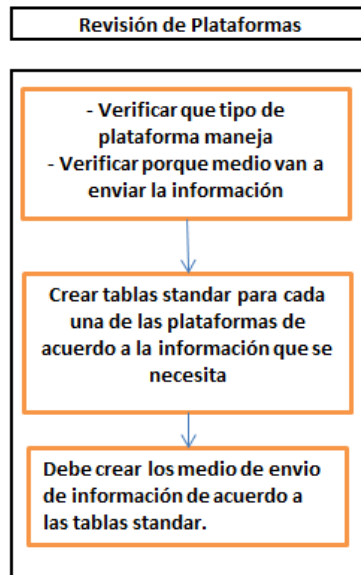 Revisión de Plataformas
- Verificar que tipo de
plataforma maneja
- Verificar porque medio van a
enviar la información
Crear tablas standar para cada
una de las plataformas de
acuerdo a la información que se
necesita
Debe crear los medio de envio
de información de acuerdo a
las tablas standar.